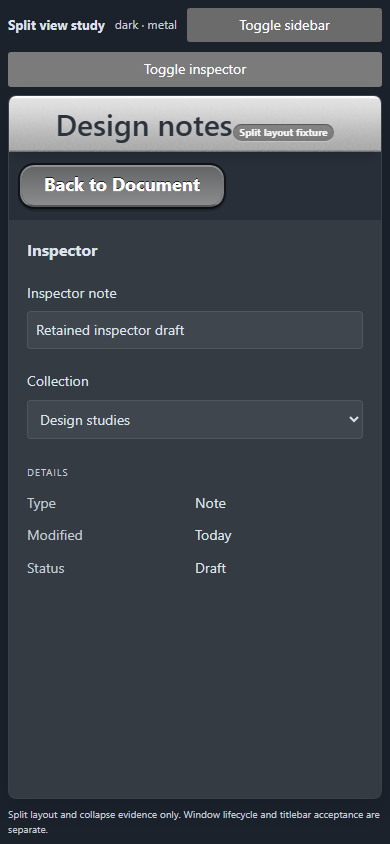 Split view study dark · metal Toggle sidebar
Toggle inspector
Design notes Split layout fixture
Back to Document
Inspector
Inspector note
Retained inspector draft
Collection
Design studies
DETAILS
Type Note
Modified Today
Status Draft
Split layout and collapse evidence only. Window lifecycle and titlebar acceptance are
separate.